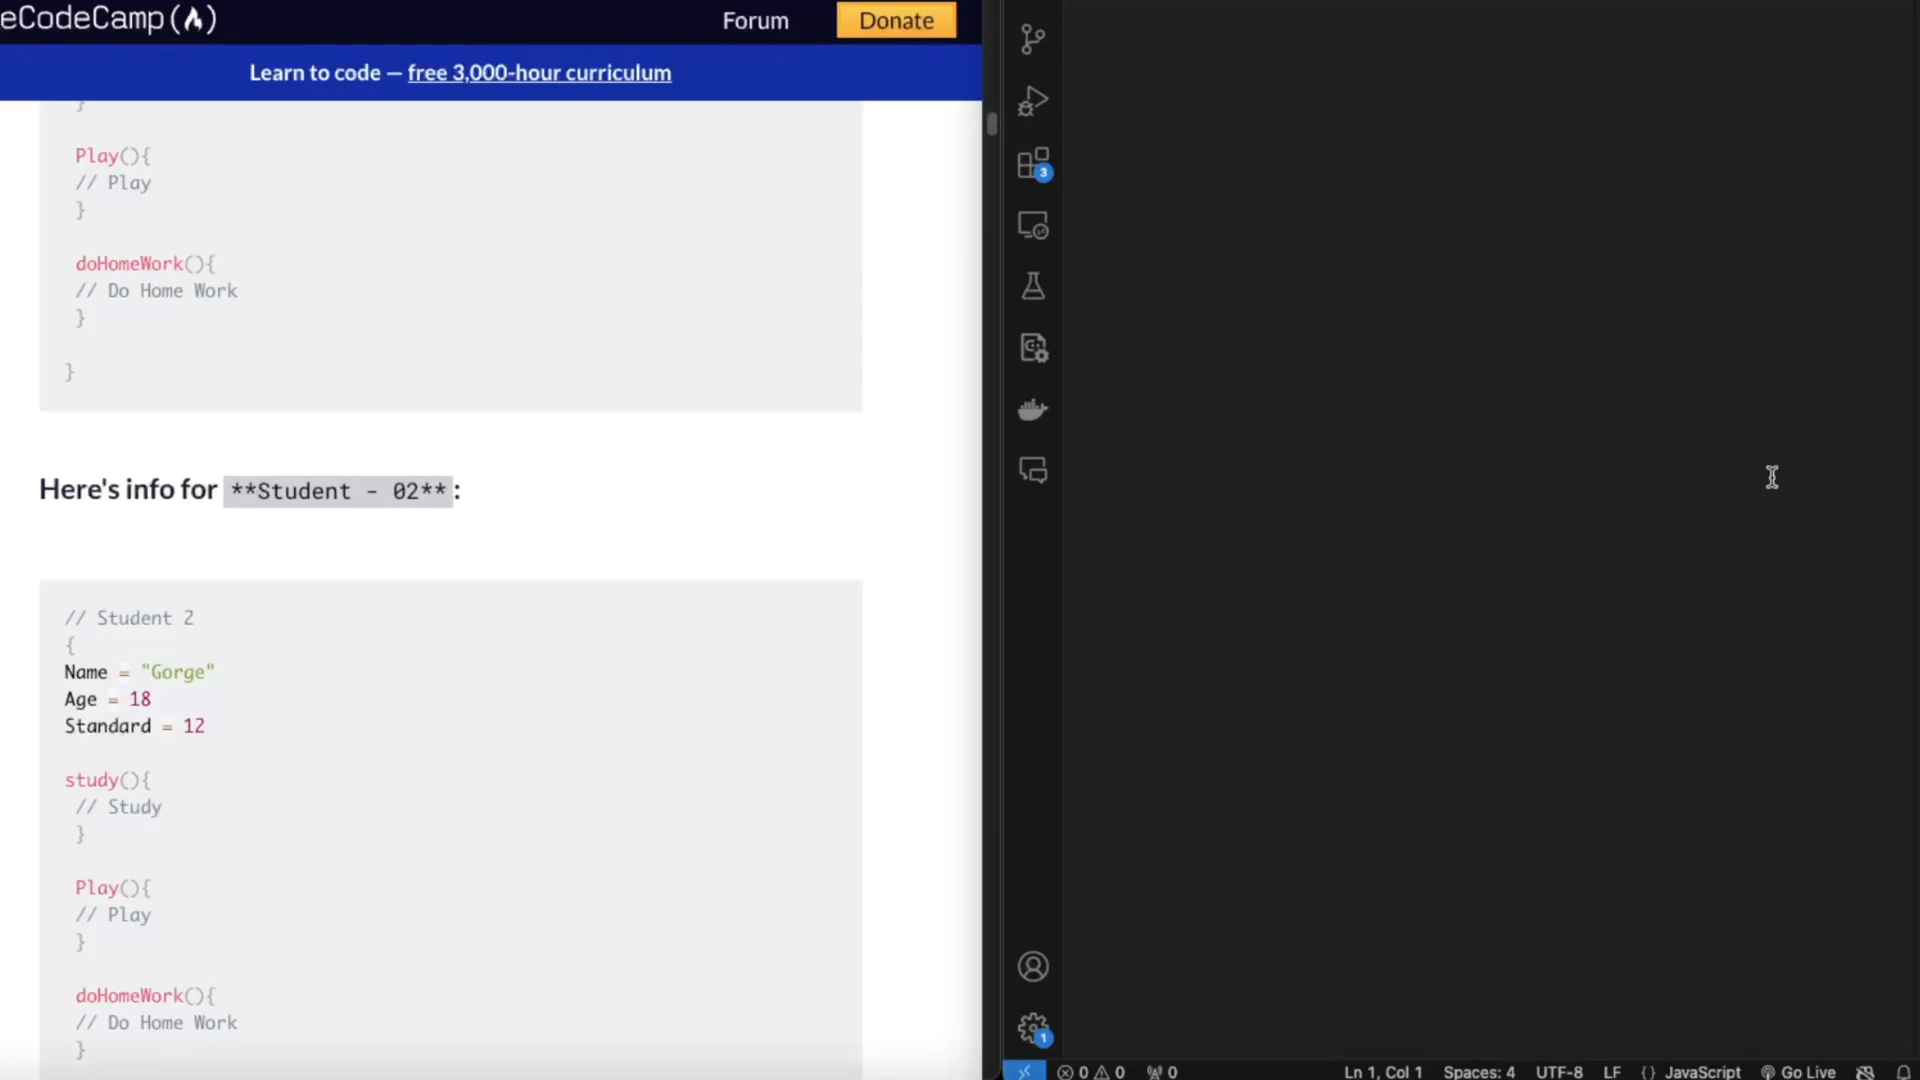 eCodeCamp(🔥)
Forum
Donate
Learn to code — free 3,000-hour curriculum
}
Play(){
// Play
}
doHomeWork(){
// Do Home Work
}
}
Here's info for **Student - 02**:
// Student 2
{
Name = "Gorge"
Age = 18
Standard = 12
study(){
// Study
}
Play(){
// Play
}
doHomeWork(){
// Do Home Work
}
3
1
0 0 0 Ln 1, Col 1 Spaces: 4 UTF-8 LF {} JavaScript Go Live